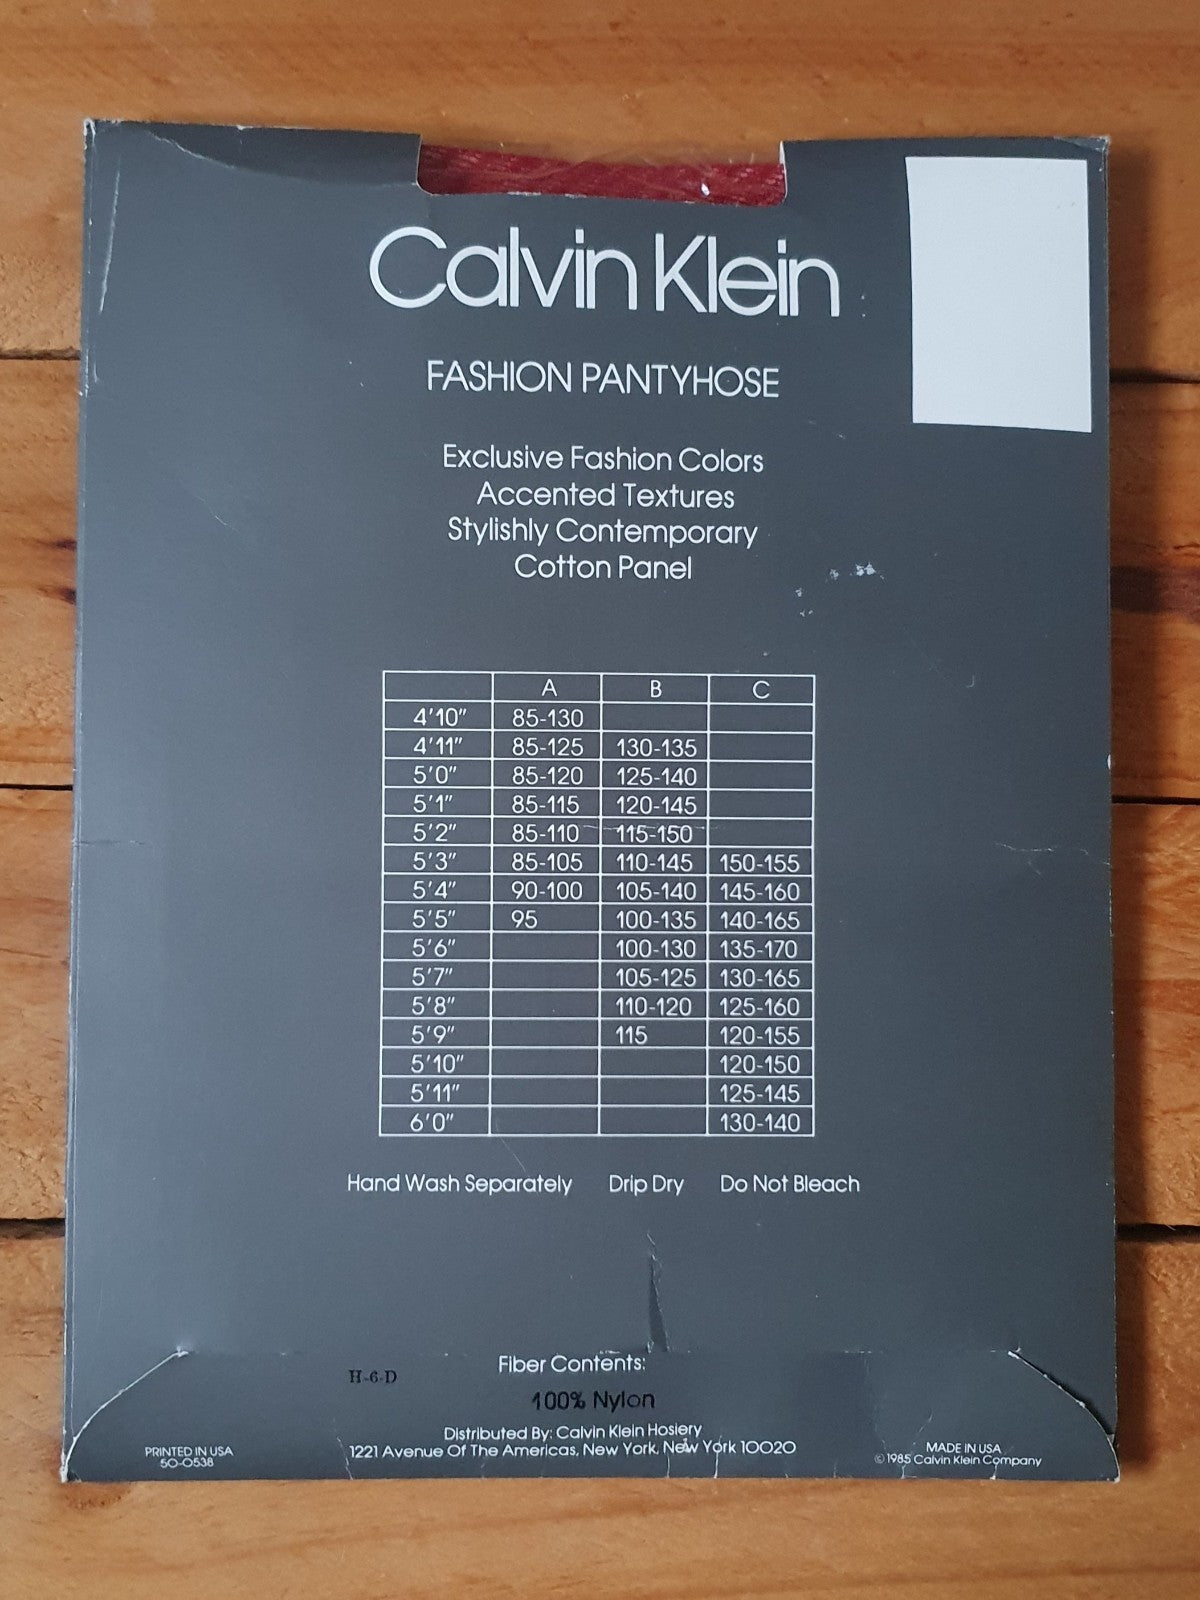 Calvin Klein
FASHION PANTYHOSE
Exclusive Fashion Colors
Accented Textures
Stylishly Contemporary
Cotton Panel
A B C
4'10" 85-130
4'11" 85-125 130-135
5'0" 85-120 125-140
5'1" 85-115 120-145
5'2" 85-110 115-150
5'3" 85-105 110-145 150-155
5'4" 90-100 105-140 145-160
5'5" 95 100-135 140-165
5'6" 100-130 135-170
5'7" 105-125 130-165
5'8" 110-120 125-160
5'9" 115 120-155
5'10" 120-150
5'11" 125-145
6'0" 130-140
Hand Wash Separately Drip Dry Do Not Bleach
Fiber Contents:
H-6-D
100% Nylon
Distributed By: Calvin Klein Hosiery
1221 Avenue Of The Americas, New York, New York 10020
PRINTED IN USA
50-0538
MADE IN USA
©1985 Calvin Klein Company